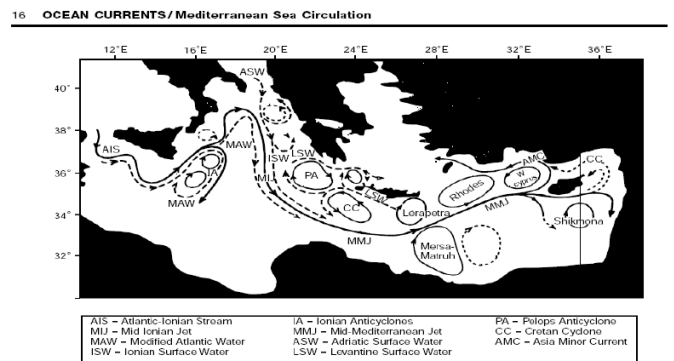 16 OCEAN CURRENTS/Mediterranean Sea Circulation
12°E 16°E 20°E 24°E 28°E 32°E 36°E
ASW
40°
38°
AIS
MAW
ISW
LSW
AMC
CC
36°
IA
MIJ
PA
LSW
Rhodes
W
Cyprus
MAW
34°
CC
Ierapetra
MMJ
Shikmona
MMJ
Mersa-
Matruh
32°
30°
AIS – Atlantic-Ionian Stream IA – Ionian Anticyclones PA – Pelops Anticyclone
MIJ – Mid Ionian Jet MMJ – Mid-Mediterranean Jet CC – Cretan Cyclone
MAW – Modified Atlantic Water ASW – Adriatic Surface Water AMC – Asia Minor Current
ISW – Ionian Surface Water LSW – Levantine Surface Water